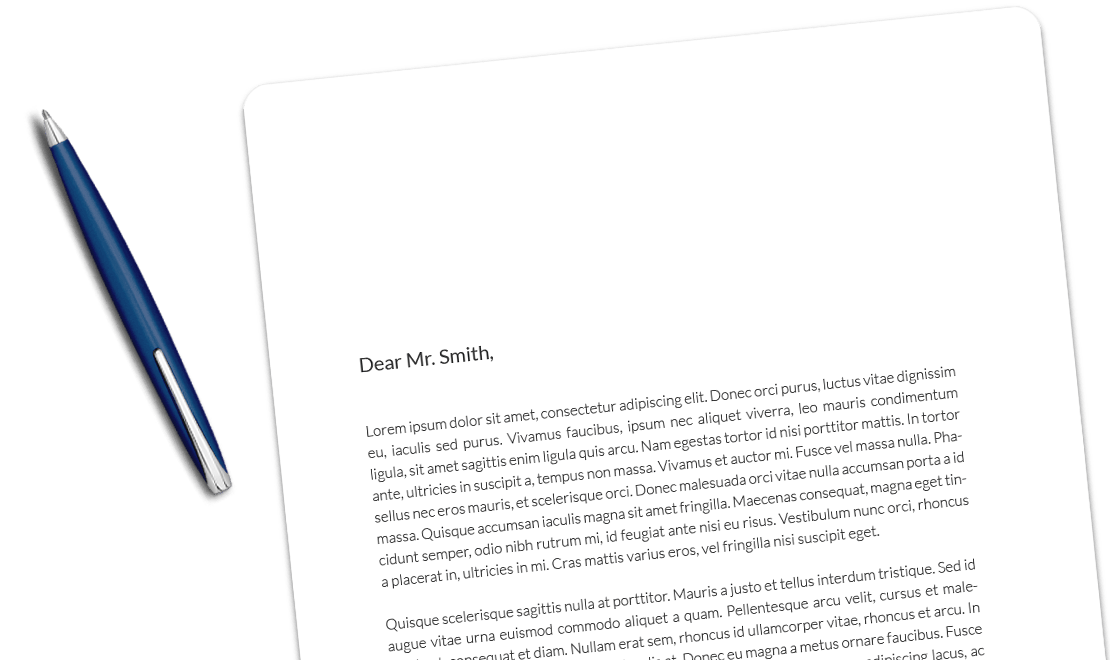 Dear Mr. Smith,
Lorem ipsum dolor sit amet, consectetur adipiscing elit. Donec orci purus, luctus vitae dignissim
eu, iaculis sed purus. Vivamus faucibus, ipsum nec aliquet viverra, leo mauris condimentum
ligula, sit amet sagittis enim ligula quis arcu. Nam egestas tortor id nisi porttitor mattis. In tortor
ante, ultricies in suscipit a, tempus non massa. Vivamus et auctor mi. Fusce vel massa nulla. Pha-
sellus nec eros mauris, et scelerisque orci. Donec malesuada orci vitae nulla accumsan porta a id
massa. Quisque accumsan iaculis magna sit amet fringilla. Maecenas consequat, magna eget tin-
cidunt semper, odio nibh rutrum mi, id feugiat ante nisi eu risus. Vestibulum nunc orci, rhoncus
a placerat in, ultricies in mi. Cras mattis varius eros, vel fringilla nisi suscipit eget.
Quisque scelerisque sagittis nulla at porttitor. Mauris a justo et tellus interdum tristique. Sed id
augue vitae urna euismod commodo aliquet a quam. Pellentesque arcu velit, cursus et male-
consequat et diam. Nullam erat sem, rhoncus id ullamcorper vitae, rhoncus et arcu. In
Donec eu magna a metus ornare faucibus. Fusce
adipiscing lacus, ac